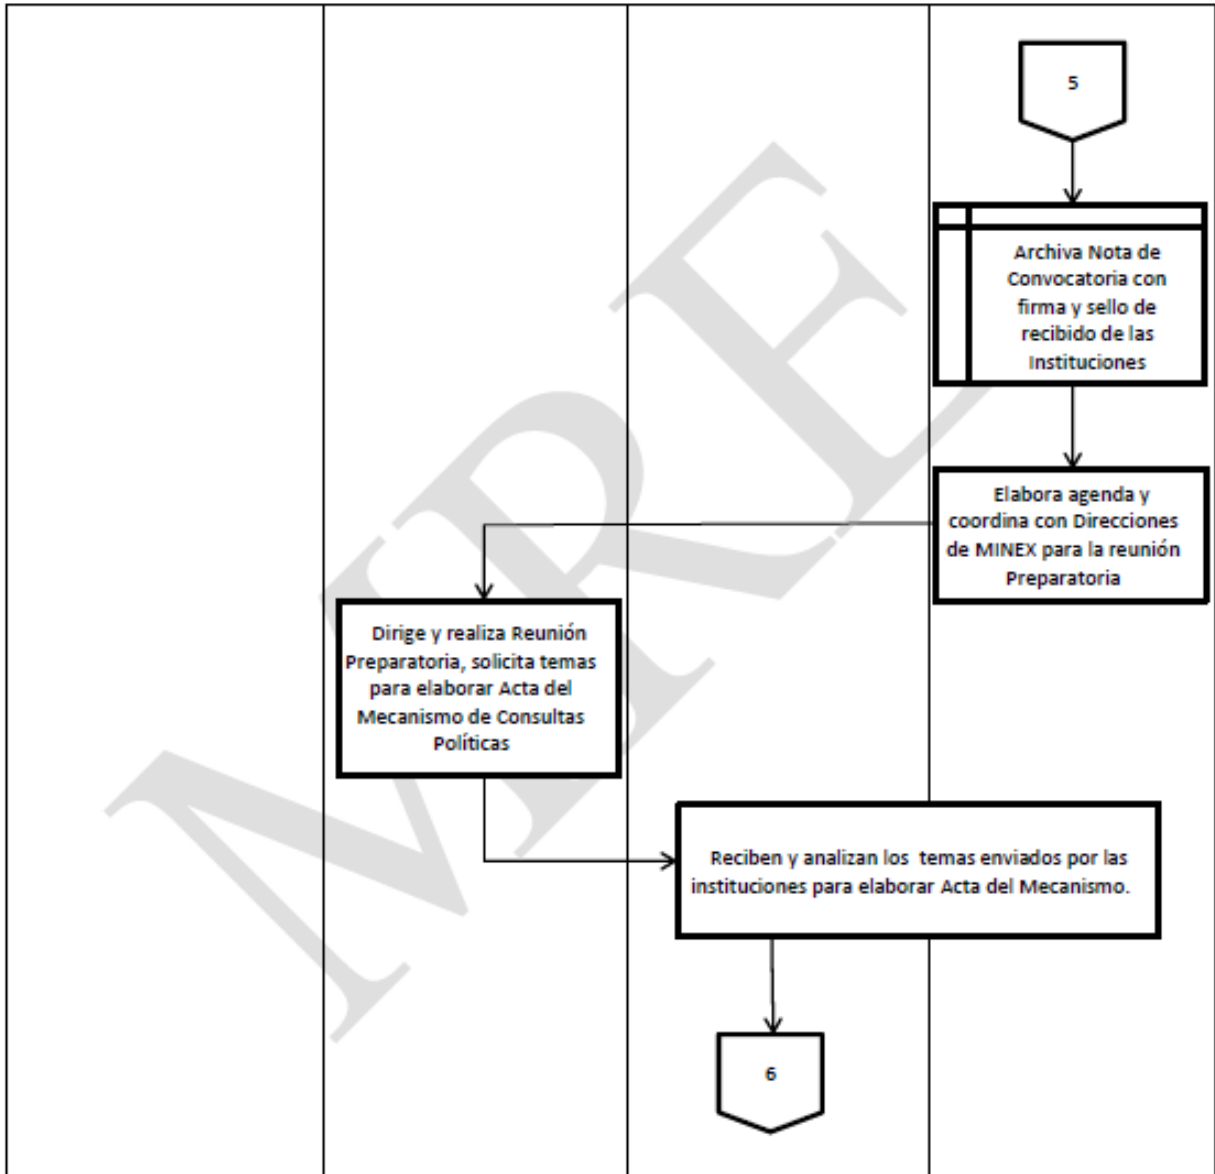 5
Archiva Nota de
Convocatoria con
firma y sello de
recibido de las
Instituciones
Elabora agenda y
coordina con Direcciones
de MINEX para la reunión
Preparatoria
Dirige y realiza Reunión
Preparatoria, solicita temas
para elaborar Acta del
Mecanismo de Consultas
Políticas
Reciben y analizan los temas enviados por las
instituciones para elaborar Acta del Mecanismo.
6
MRE